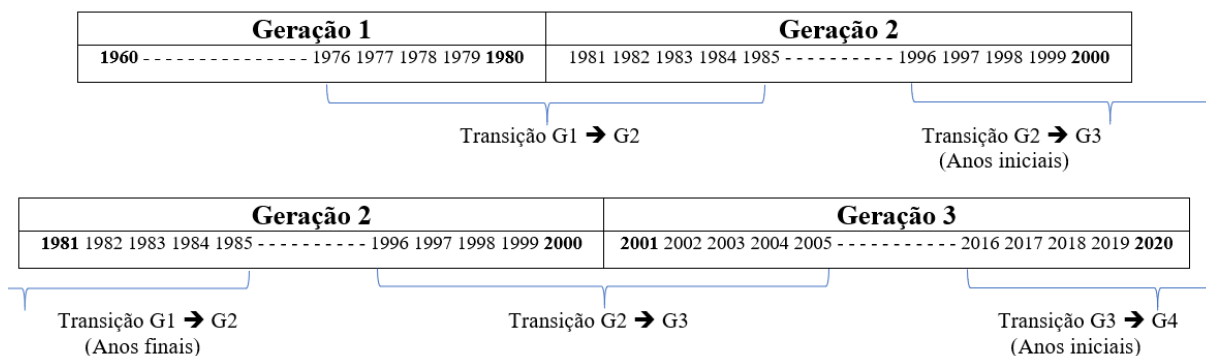 Geração 1 Geração 2
1960 - - - - - - - - - - - - - - - 1976 1977 1978 1979 1980 1981 1982 1983 1984 1985 - - - - - - - - - - 1996 1997 1998 1999 2000
Transição G1 ➔ G2 Transição G2 ➔ G3
(Anos iniciais)
Geração 2 Geração 3
1981 1982 1983 1984 1985 - - - - - - - - - - 1996 1997 1998 1999 2000 2001 2002 2003 2004 2005 - - - - - - - - - - - 2016 2017 2018 2019 2020
Transição G1 ➔ G2 Transição G2 ➔ G3 Transição G3 ➔ G4
(Anos finais) (Anos iniciais)